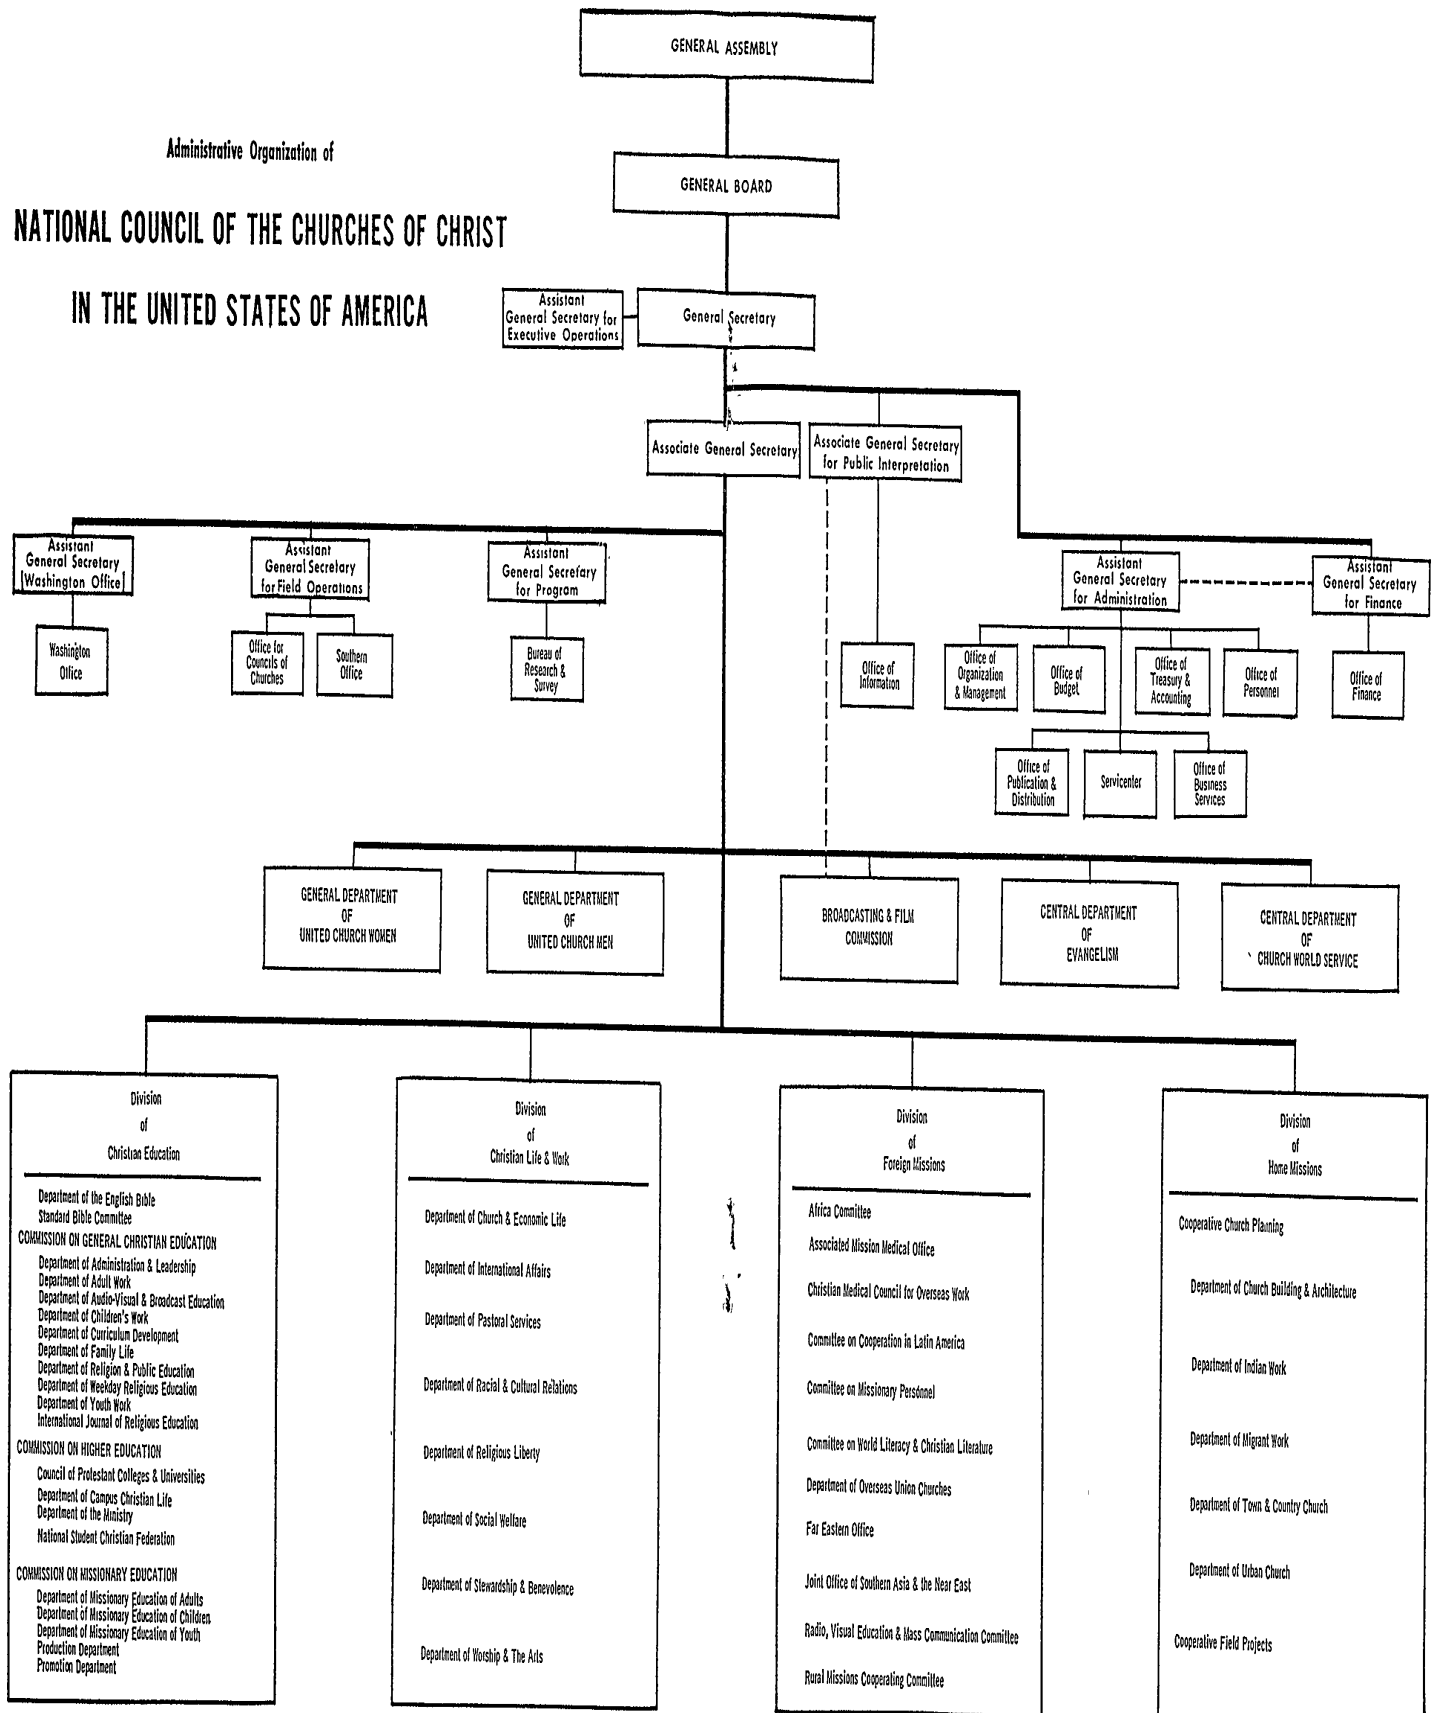 GENERAL ASSEMBLY
Administrative Organization of
NATIONAL COUNCIL OF THE CHURCHES OF CHRIST
IN THE UNITED STATES OF AMERICA
GENERAL BOARD
Assistant
General Secretary for
Executive Operations
General Secretary
Associate General Secretary
Associate General Secretary
for Public Interpretation
Assistant
General Secretary
[Washington Office]
Assistant
General Secretary
for Field Operations
Assistant
General Secretary
for Program
Assistant
General Secretary
for Administration
Assistant
General Secretary
for Finance
Washington
Office
Office for
Councils of
Churches
Southern
Office
Bureau of
Research &
Survey
Office of
Information
Office of
Organization
& Management
Office of
Budget
Office of
Treasury &
Accounting
Office of
Personnel
Office of
Finance
Office of
Publication &
Distribution
Servicenter
Office of
Business
Services
GENERAL DEPARTMENT
OF
UNITED CHURCH WOMEN
GENERAL DEPARTMENT
OF
UNITED CHURCH MEN
BROADCASTING & FILM
COMMISSION
CENTRAL DEPARTMENT
OF
EVANGELISM
CENTRAL DEPARTMENT
OF
CHURCH WORLD SERVICE
Division
of
Christian Education
Department of the English Bible
Standard Bible Committee
COMMISSION ON GENERAL CHRISTIAN EDUCATION
Department of Administration & Leadership
Department of Adult Work
Department of Audio-Visual & Broadcast Education
Department of Children's Work
Department of Curriculum Development
Department of Family Life
Department of Religion & Public Education
Department of Weekday Religious Education
Department of Youth Work
International Journal of Religious Education
COMMISSION ON HIGHER EDUCATION
Council of Protestant Colleges & Universities
Department of Campus Christian Life
Department of the Ministry
National Student Christian Federation
COMMISSION ON MISSIONARY EDUCATION
Department of Missionary Education of Adults
Department of Missionary Education of Children
Department of Missionary Education of Youth
Production Department
Promotion Department
Division
of
Christian Life & Work
Department of Church & Economic Life
Department of International Affairs
Department of Pastoral Services
Department of Racial & Cultural Relations
Department of Religious Liberty
Department of Social Welfare
Department of Stewardship & Benevolence
Department of Worship & The Arts
Division
of
Foreign Missions
Africa Committee
Associated Mission Medical Office
Christian Medical Council for Overseas Work
Committee on Cooperation in Latin America
Committee on Missionary Personnel
Committee on World Literacy & Christian Literature
Department of Overseas Union Churches
Far Eastern Office
Joint Office of Southern Asia & the Near East
Radio, Visual Education & Mass Communication Committee
Rural Missions Cooperating Committee
Division
of
Home Missions
Cooperative Church Planning
Department of Church Building & Architecture
Department of Indian Work
Department of Migrant Work
Department of Town & Country Church
Department of Urban Church
Cooperative Field Projects